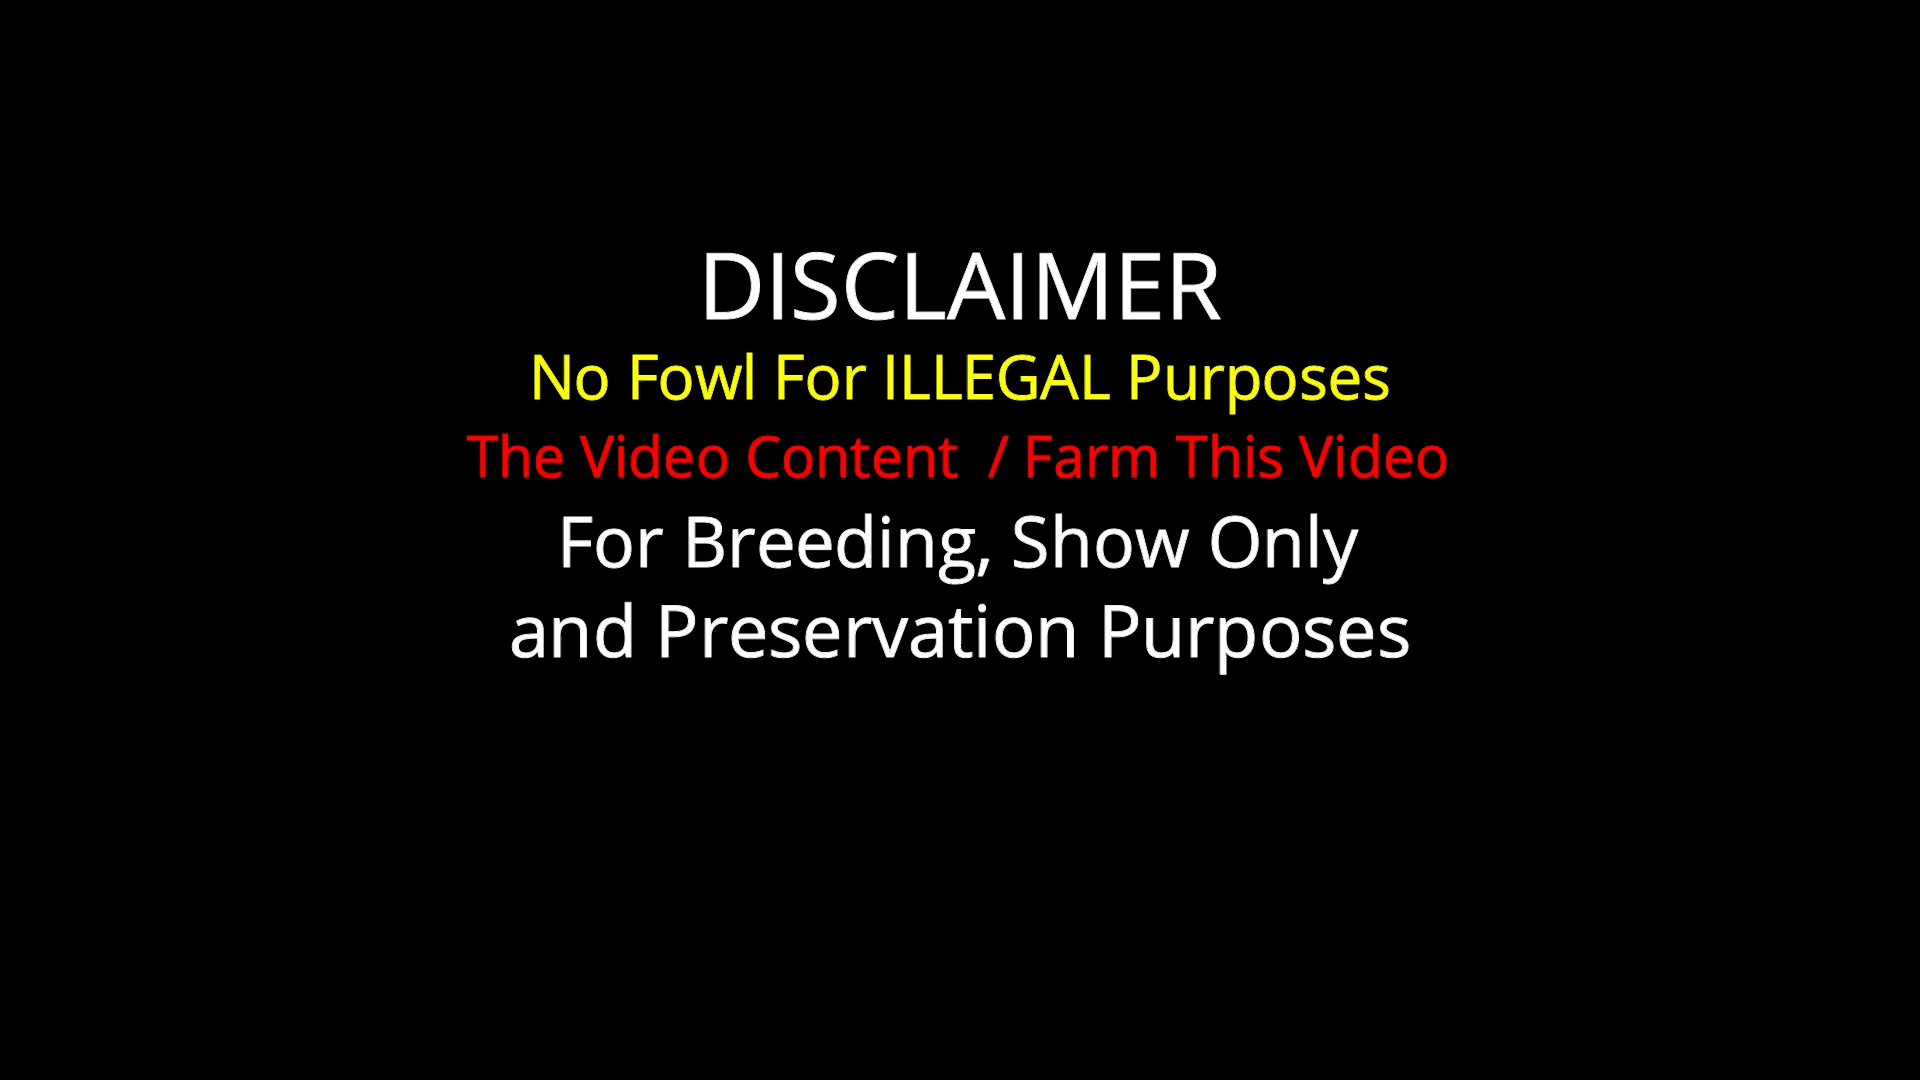 DISCLAIMER
No Fowl For ILLEGAL Purposes
The Video Content / Farm This Video
For Breeding, Show Only
and Preservation Purposes